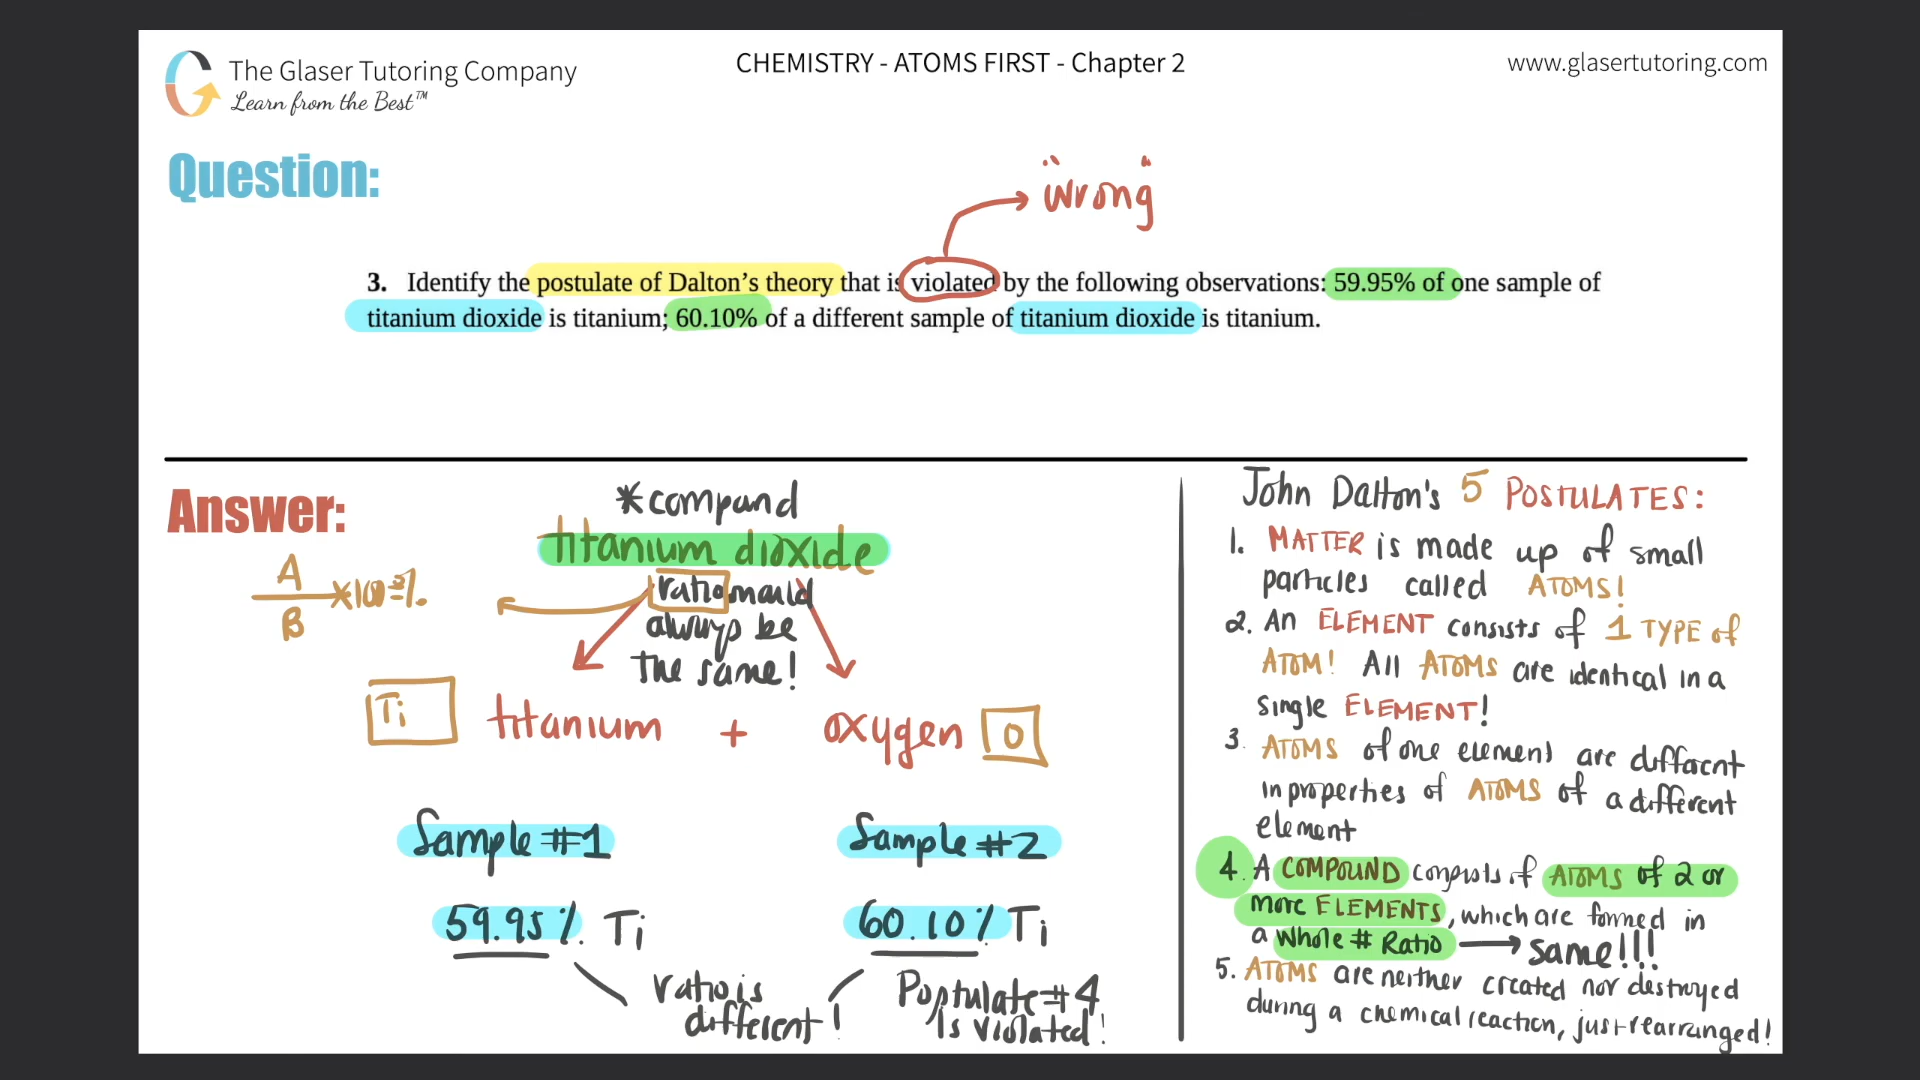 The Glaser Tutoring Company
Learn from the Best™
CHEMISTRY - ATOMS FIRST - Chapter 2
www.glasertutoring.com
Question:
"wrong"
3. Identify the postulate of Dalton's theory that is violated by the following observations: 59.95% of one sample of
titanium dioxide is titanium; 60.10% of a different sample of titanium dioxide is titanium.
Answer:
*compund
titanium dioxide
ratio
always be
the same!
A
B
x100=%
Ti titanium + oxygen O
Sample #1
59.95% Ti
Sample #2
60.10% Ti
ratio is
different!
Postulate #4
is violated!
John Dalton's 5 POSTULATES:
1. MATTER is made up of small
particles called ATOMS!
2. An ELEMENT consists of 1 TYPE of
ATOM! All ATOMS are identical in a
single ELEMENT!
3. ATOMS of one element are different
in properties of ATOMS of a different
element
4. A COMPOUND consists of ATOMS of 2 or
more ELEMENTS, which are formed in
a whole # Ratio → same!!!
5. ATOMS are neither created nor destroyed
during a chemical reaction, just rearranged!